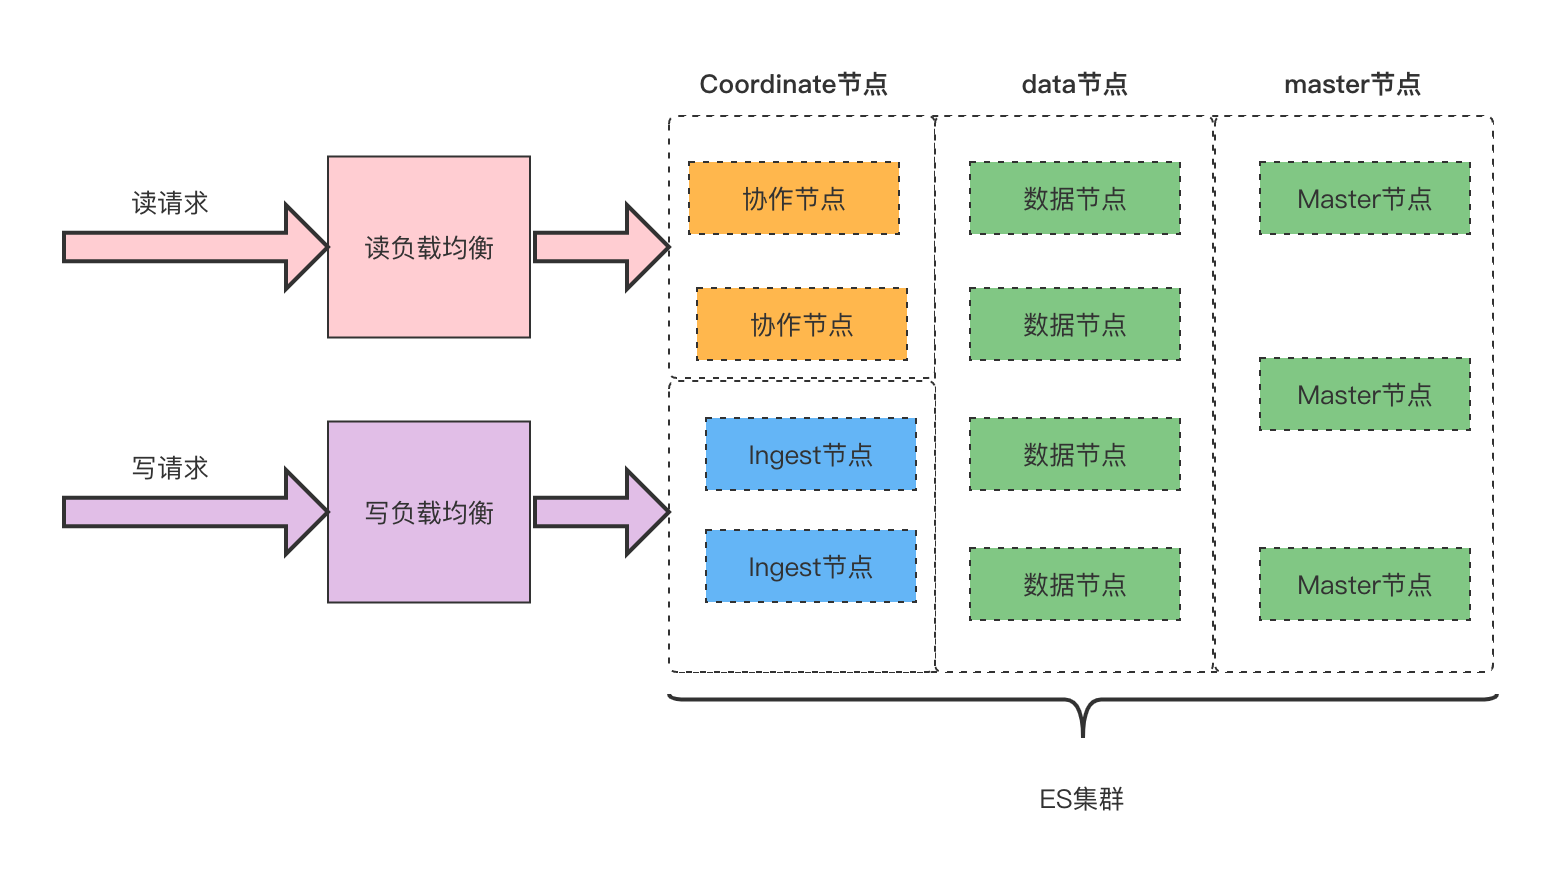 Coordinate节点
data节点
master节点
读请求
读负载均衡
协作节点
数据节点
Master节点
协作节点
数据节点
Master节点
写请求
写负载均衡
Ingest节点
数据节点
Ingest节点
数据节点
Master节点
ES集群